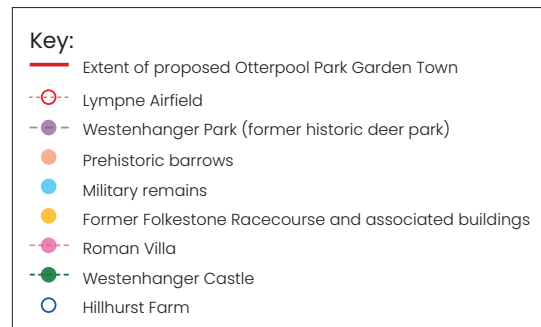 Key:
Extent of proposed Otterpool Park Garden Town
Lympne Airfield
Westenhanger Park (former historic deer park)
Prehistoric barrows
Military remains
Former Folkestone Racecourse and associated buildings
Roman Villa
Westenhanger Castle
Hillhurst Farm